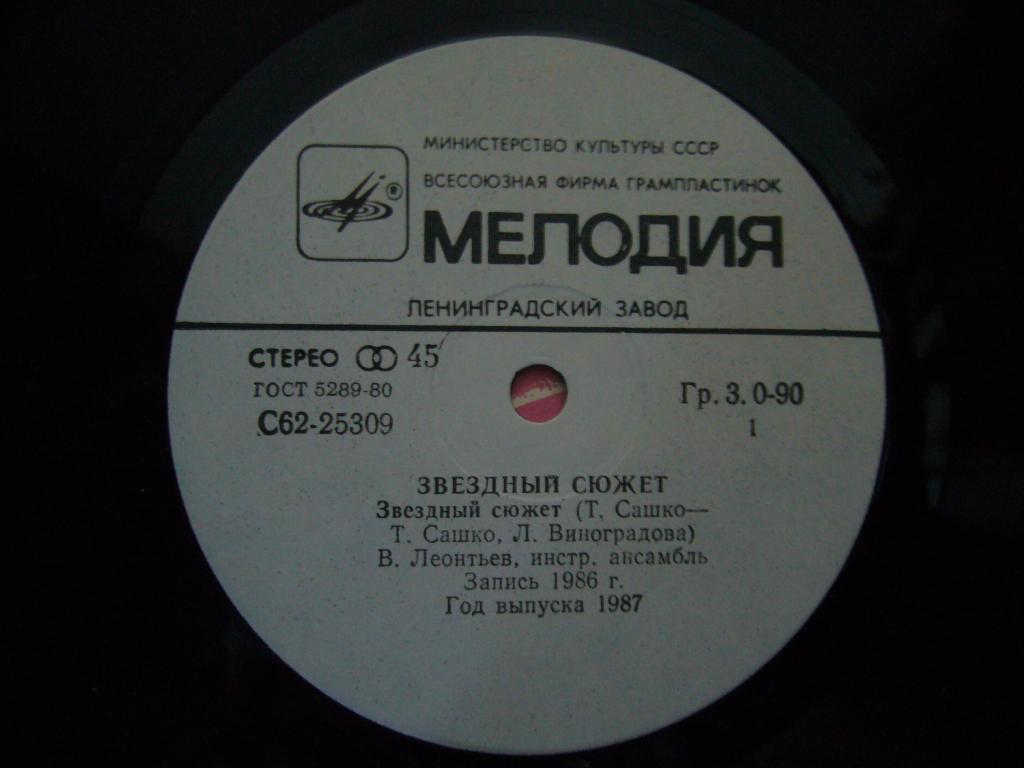 МИНИСТЕРСТВО КУЛЬТУРЫ СССР
ВСЕСОЮЗНАЯ ФИРМА ГРАМПЛАСТИНОК
®
МЕЛОДИЯ
ЛЕНИНГРАДСКИЙ ЗАВОД
СТЕРЕО 45
ГОСТ 5289-80
С62-25309
Гр. 3. 0-90
1
ЗВЕЗДНЫЙ СЮЖЕТ
Звездный сюжет (Т. Сашко—
Т. Сашко, Л. Виноградова)
В. Леонтьев, инстр. ансамбль
Запись 1986 г.
Год выпуска 1987